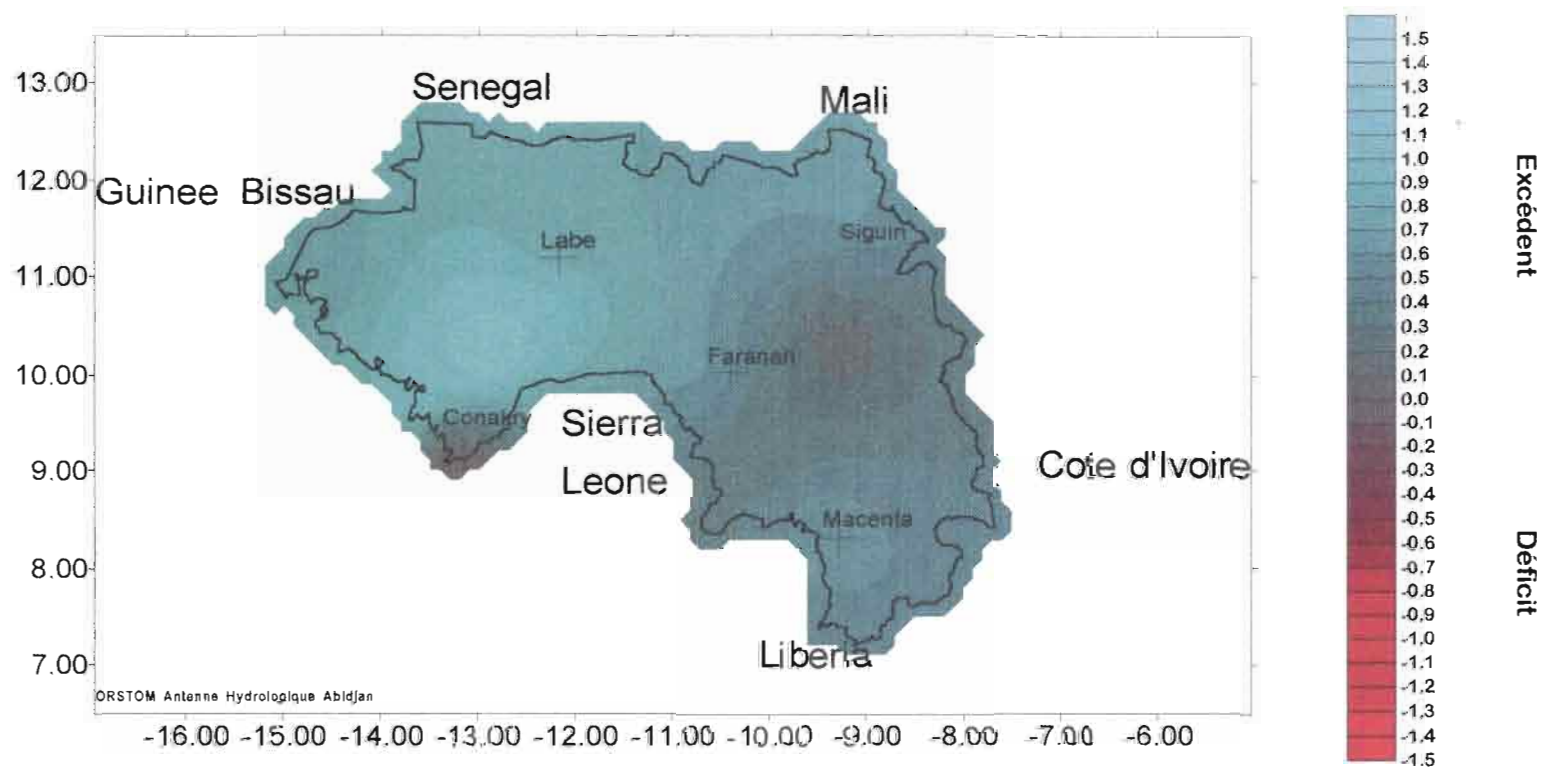 Senegal
Mali
13.00
12.00
Guinee Bissau
Siguiri
Labe
11.00
Faranah
10.00
Conakry
Sierra
Leone
9.00
Cote d'Ivoire
Macenta
8.00
Liberia
7.00
ORSTOM Antenne Hydrologique Abidjan
-16.00 -15.00 -14.00 -13.00 -12.00 -11.00 -10.00 -9.00 -8.00 -7.00 -6.00
1.5
1.4
1.3
1.2
1.1
1.0
0.9
0.8
0.7
0.6
0.5
0.4
0.3
0.2
0.1
0.0
-0.1
-0.2
-0.3
-0.4
-0.5
-0.6
-0.7
-0.8
-0.9
-1.0
-1.1
-1.2
-1.3
-1.4
-1.5
Excédent
Déficit